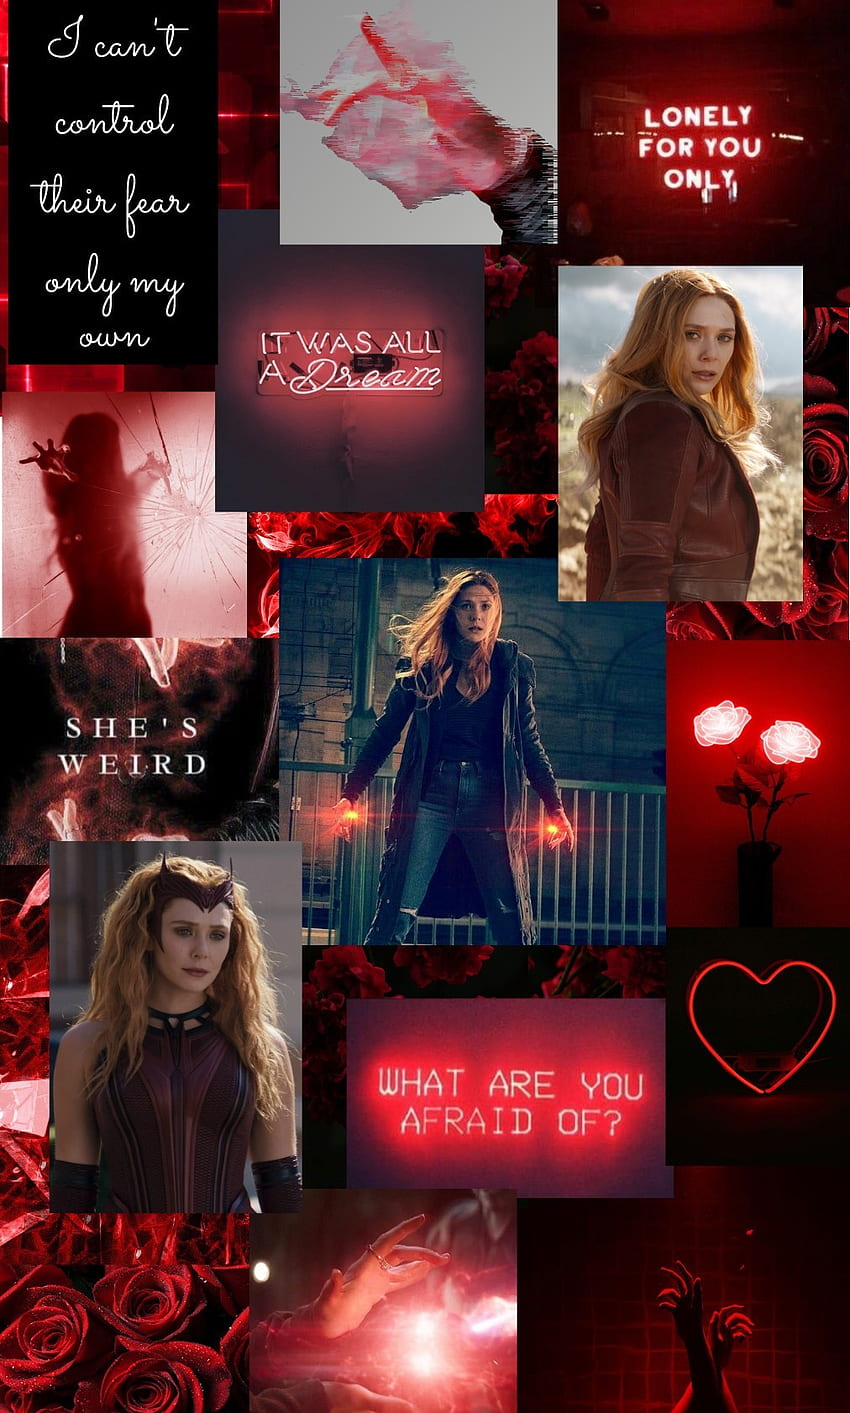 I can't
control
their fear
only my
own
LONELY
FOR YOU
ONLY
IT WAS ALL
A Dream
SHE'S
WEIRD
WHAT ARE YOU
AFRAID OF?